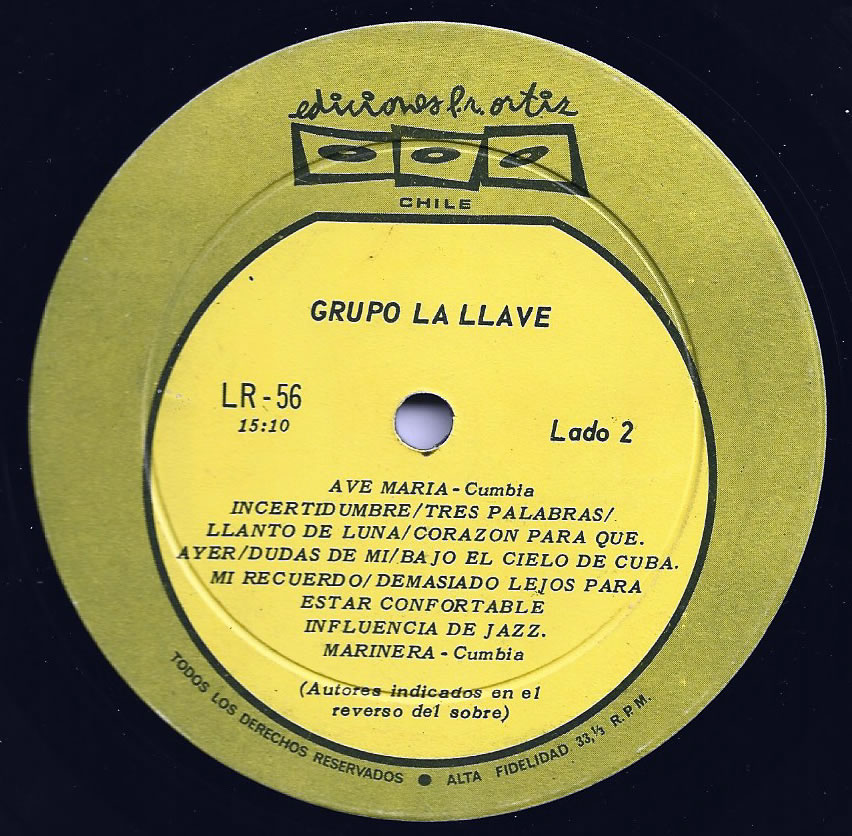 ediciones f.r. ortiz
CHILE
GRUPO LA LLAVE
LR - 56
15:10
Lado 2
AVE MARIA - Cumbia
INCERTIDUMBRE/TRES PALABRAS/
LLANTO DE LUNA/CORAZON PARA QUE.
AYER/DUDAS DE MI/BAJO EL CIELO DE CUBA.
MI RECUERDO/DEMASIADO LEJOS PARA
ESTAR CONFORTABLE
INFLUENCIA DE JAZZ.
MARINERA - Cumbia
(Autores indicados en el
reverso del sobre)
TODOS LOS DERECHOS RESERVADOS ● ALTA FIDELIDAD 33,⅓ R.P.M.